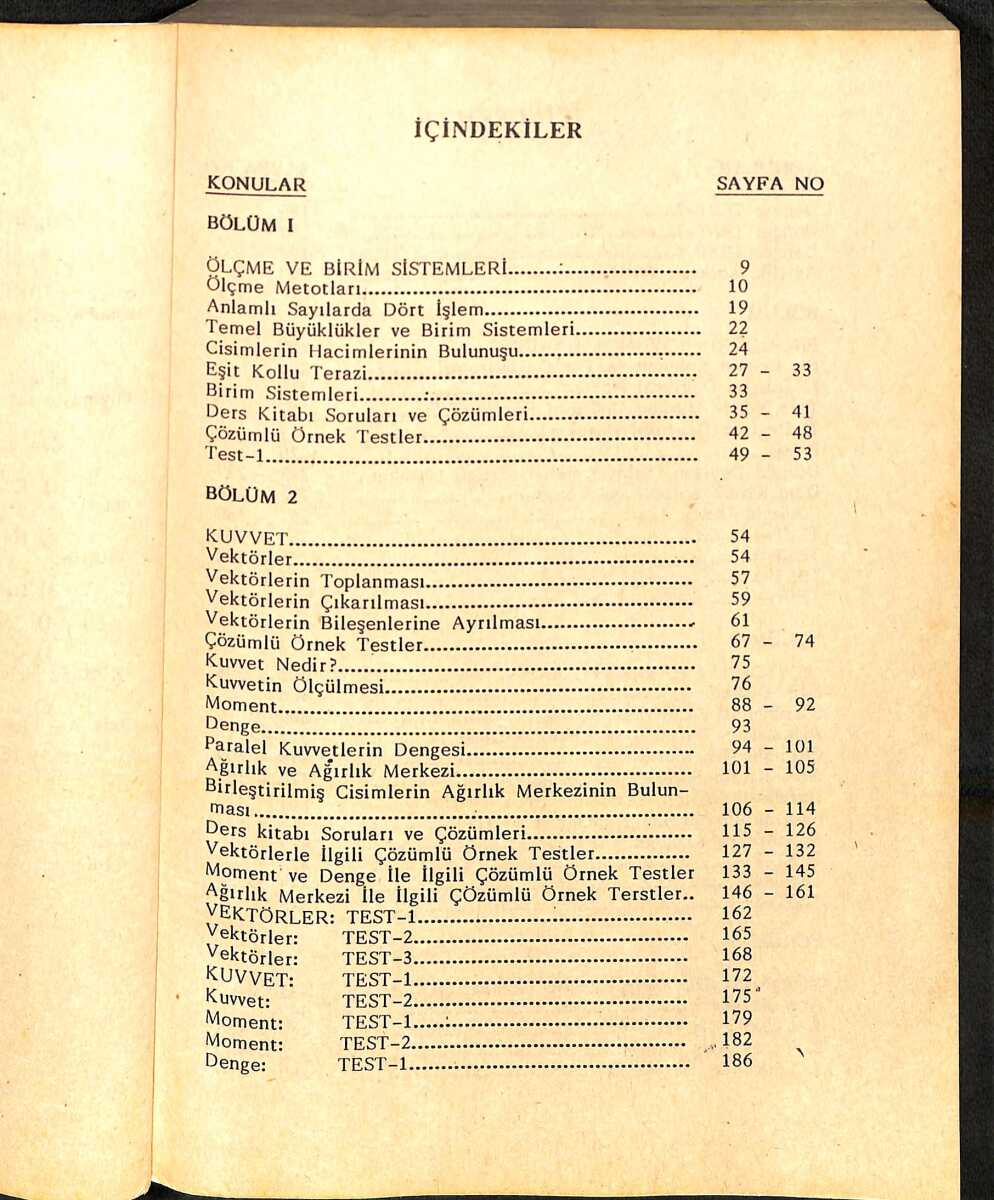 İÇİNDEKİLER
KONULAR SAYFA NO
BÖLÜM I
ÖLÇME VE BİRİM SİSTEMLERİ........................ 9
Ölçme Metotları........................ 10
Anlamlı Sayılarda Dört İşlem........................ 19
Temel Büyüklükler ve Birim Sistemleri........................ 22
Cisimlerin Hacimlerinin Bulunuşu........................ 24
Eşit Kollu Terazi........................ 27 - 33
Birim Sistemleri........................ 33
Ders Kitabı Soruları ve Çözümleri........................ 35 - 41
Çözümlü Örnek Testler........................ 42 - 48
Test-1........................ 49 - 53
BÖLÜM 2
KUVVET........................ 54
Vektörler........................ 54
Vektörlerin Toplanması........................ 57
Vektörlerin Çıkarılması........................ 59
Vektörlerin Bileşenlerine Ayrılması........................ 61
Çözümlü Örnek Testler........................ 67 - 74
Kuvvet Nedir?........................ 75
Kuvvetin Ölçülmesi........................ 76
Moment........................ 88 - 92
Denge........................ 93
Paralel Kuvvetlerin Dengesi........................ 94 - 101
Ağırlık ve Ağırlık Merkezi........................ 101 - 105
Birleştirilmiş Cisimlerin Ağırlık Merkezinin Bulun-
ması........................ 106 - 114
Ders kitabı Soruları ve Çözümleri........................ 115 - 126
Vektörlerle İlgili Çözümlü Örnek Testler................ 127 - 132
Moment ve Denge İle İlgili Çözümlü Örnek Testler 133 - 145
Ağırlık Merkezi İle İlgili ÇÖzümlü Örnek Terstler.. 146 - 161
VEKTÖRLER: TEST-1........................ 162
Vektörler: TEST-2........................ 165
Vektörler: TEST-3........................ 168
KUVVET: TEST-1........................ 172
Kuvvet: TEST-2........................ 175
Moment: TEST-1........................ 179
Moment: TEST-2........................ 182
Denge: TEST-1........................ 186